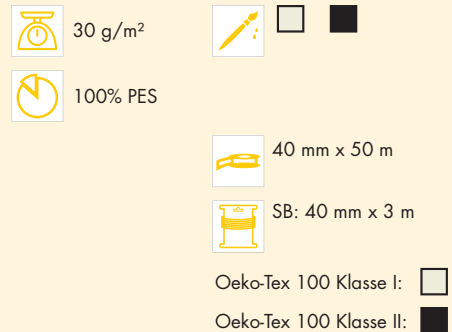 30 g/m²
100% PES
40 mm x 50 m
SB: 40 mm x 3 m
Oeko-Tex 100 Klasse I:
Oeko-Tex 100 Klasse II: